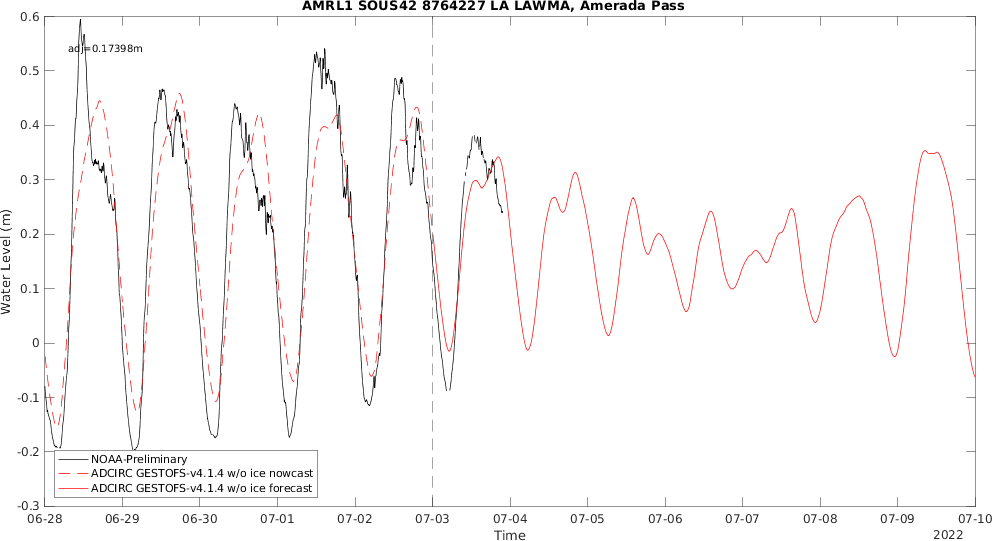 AMRL1 SOUS42 8764227 LA LAWMA, Amerada Pass
0.6
0.5
0.4
0.3
0.2
0.1
0
-0.1
-0.2
-0.3
Water Level (m)
adj=0.17398m
NOAA-Preliminary
ADCIRC GESTOFS-v4.1.4 w/o ice nowcast
ADCIRC GESTOFS-v4.1.4 w/o ice forecast
06-28 06-29 06-30 07-01 07-02 07-03 07-04 07-05 07-06 07-07 07-08 07-09 07-10
Time
2022